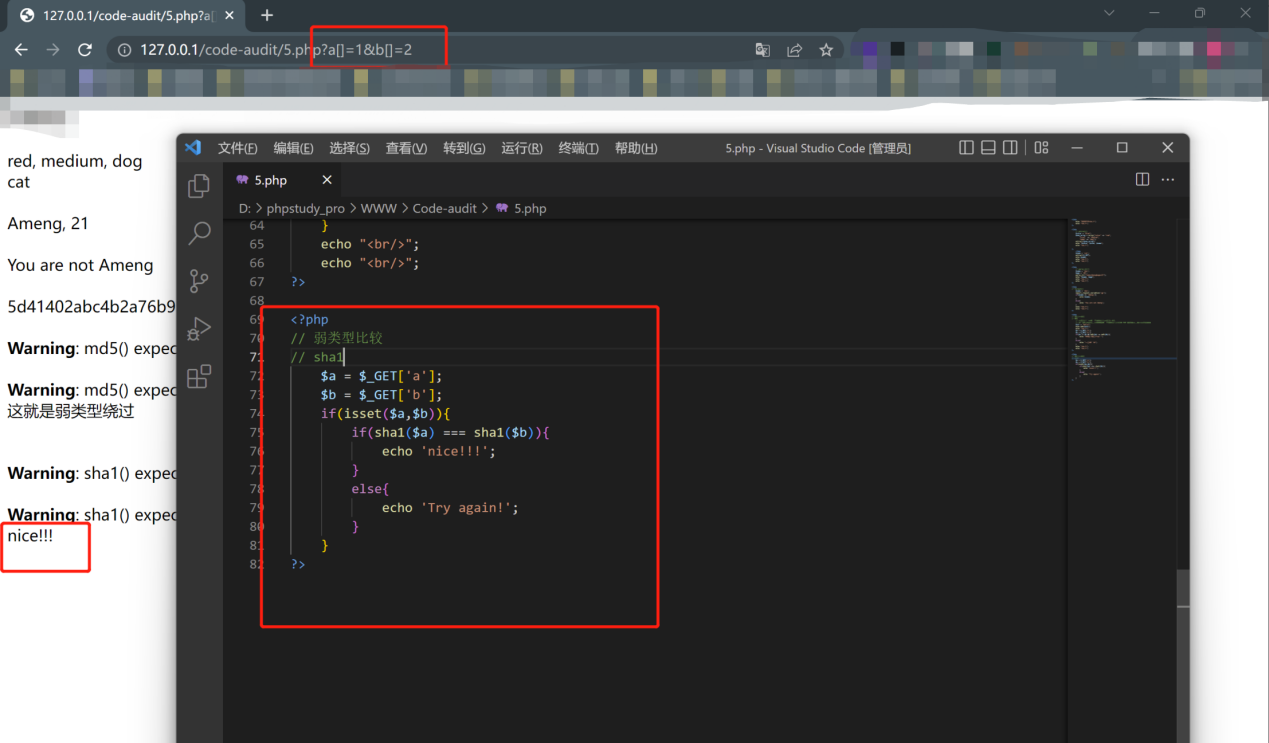 127.0.0.1/code-audit/5.php?a[
127.0.0.1/code-audit/5.php?a[]=1&b[]=2
red, medium, dog
cat
Ameng, 21
You are not Ameng
5d41402abc4b2a76b9
Warning: md5() expec
Warning: md5() expec
这就是弱类型绕过
Warning: sha1() expec
Warning: sha1() expec
nice!!!
文件(F) 编辑(E) 选择(S) 查看(V) 转到(G) 运行(R) 终端(T) 帮助(H) 5.php - Visual Studio Code [管理员]
5.php
D: > phpstudy_pro > WWW > Code-audit > 5.php
64 }
65 echo "<br/>";
66 echo "<br/>";
67 ?>
68
69 <?php
70 // 弱类型比较
71 // sha1
72 $a = $_GET['a'];
73 $b = $_GET['b'];
74 if(isset($a,$b)){
75 if(sha1($a) === sha1($b)){
76 echo 'nice!!!';
77 }
78 else{
79 echo 'Try again!';
80 }
81 }
82 ?>